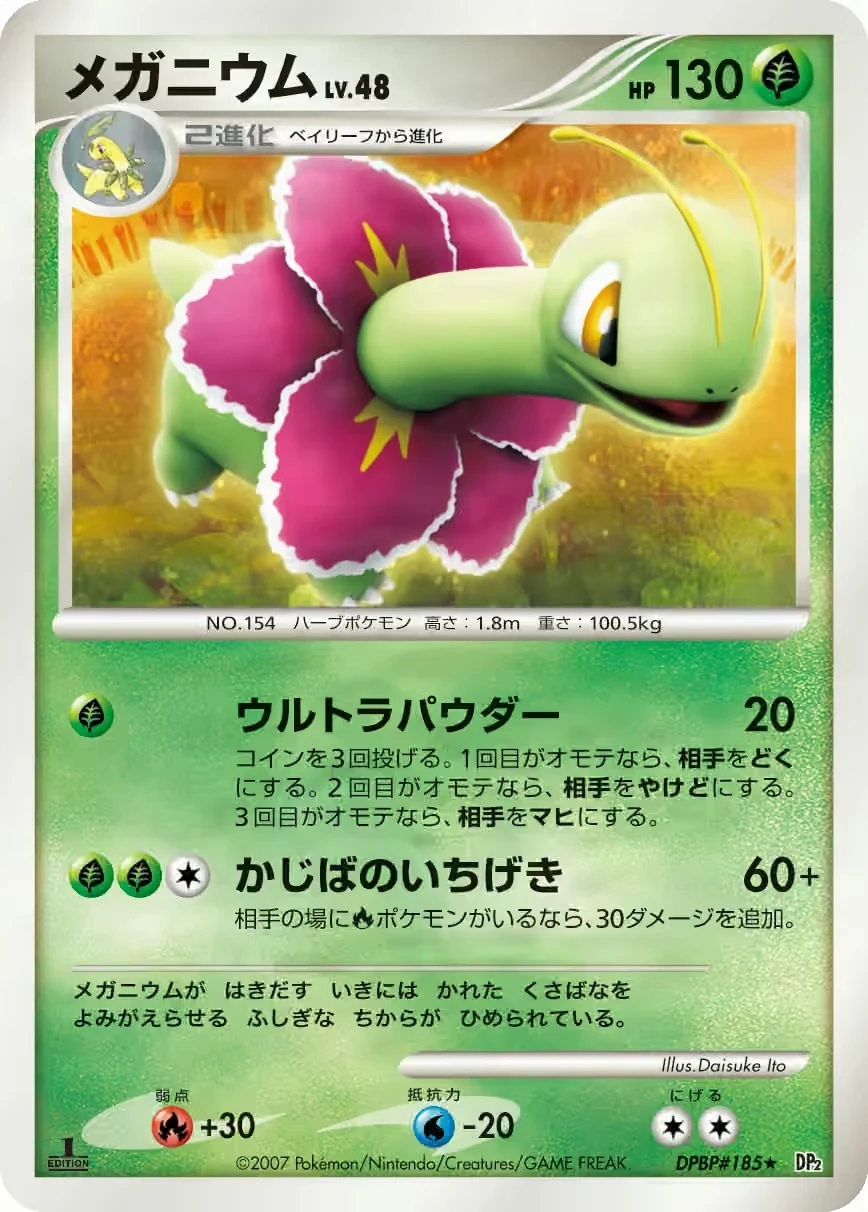 メガニウム LV.48 HP 130
2進化 ベイリーフから進化
NO.154 ハーブポケモン 高さ：1.8m 重さ：100.5kg
ウルトラパウダー 20
コインを3回投げる。1回目がオモテなら、相手をどく
にする。2回目がオモテなら、相手をやけどにする。
3回目がオモテなら、相手をマヒにする。
かじばのいちげき 60+
相手の場に ポケモンがいるなら、30ダメージを追加。
メガニウムが はきだす いきには かれた くさばなを
よみがえらせる ふしぎな ちからが ひめられている。
Illus.Daisuke Ito
弱点 抵抗力 にげる
+30 -20
1 EDITION
©2007 Pokémon/Nintendo/Creatures/GAME FREAK. DPBP#185★ DP2